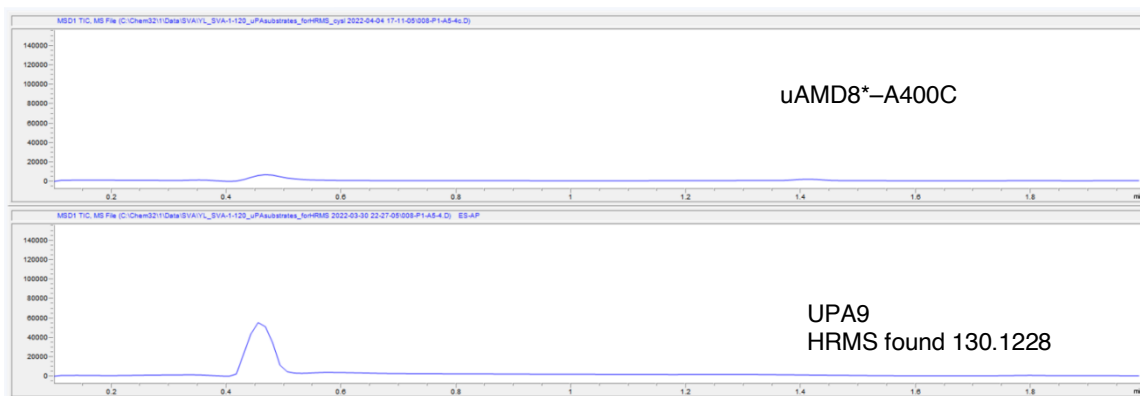 MSD1 TIC, MS File (C:\Chem32\1\Data\SVA\YL_SVA-1-120_uPAsubstrates_forHRMS_cysl 2022-04-04 17-11-05\008-P1-A5-4c.D)
140000
120000
100000
80000
60000
40000
20000
0
uAMD8*–A400C
0.2 0.4 0.6 0.8 1 1.2 1.4 1.6 1.8
MSD1 TIC, MS File (C:\Chem32\1\Data\SVA\YL_SVA-1-120_uPAsubstrates_forHRMS 2022-03-30 22-27-05\008-P1-A5-4.D) ES-AP
140000
120000
100000
80000
60000
40000
20000
0
UPA9
HRMS found 130.1228
0.2 0.4 0.6 0.8 1 1.2 1.4 1.6 1.8